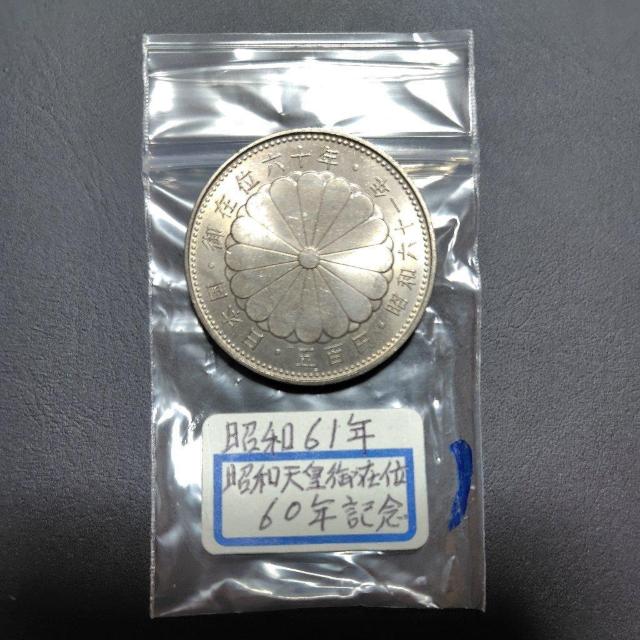 御在位六十年・昭和六十一年・五百円・日本国
昭和61年
昭和天皇御在位
60年記念